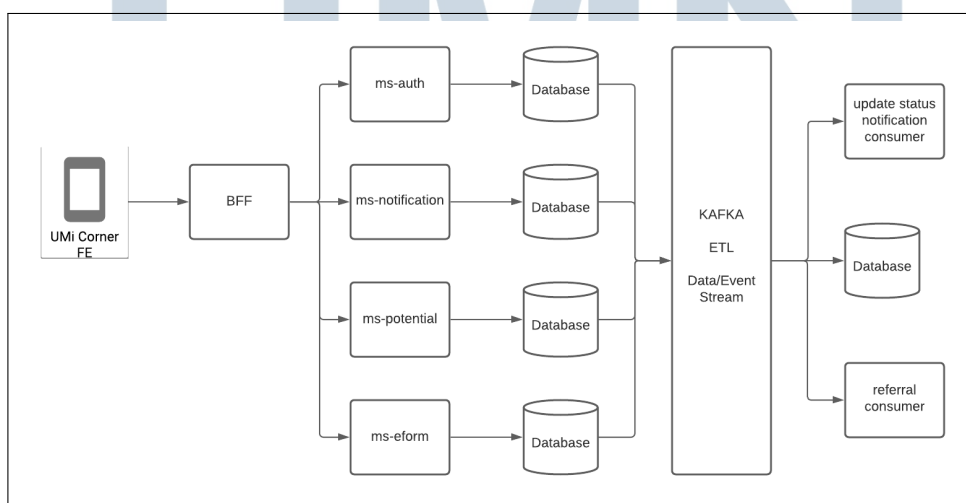 UMi Corner
FE
BFF
ms-auth
ms-notification
ms-potential
ms-eform
Database
Database
Database
Database
KAFKA
ETL
Data/Event
Stream
update status
notification
consumer
Database
referral
consumer